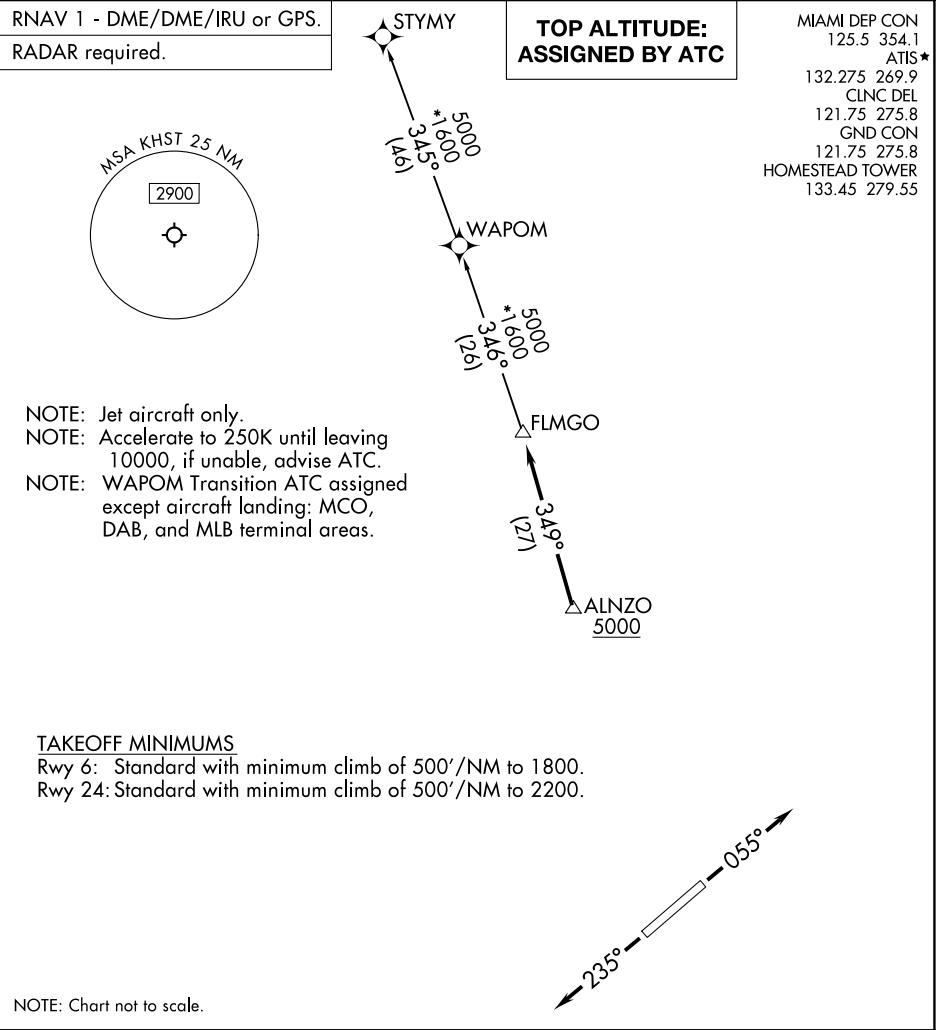 RNAV 1 - DME/DME/IRU or GPS.
RADAR required.
STYMY
TOP ALTITUDE:
ASSIGNED BY ATC
MIAMI DEP CON
125.5 354.1
ATIS★
132.275 269.9
CLNC DEL
121.75 275.8
GND CON
121.75 275.8
HOMESTEAD TOWER
133.45 279.55
MSA KHST 25 NM
2900
5000
*1600
345°
(46)
WAPOM
5000
*1600
346°
(26)
FLMGO
NOTE: Jet aircraft only.
NOTE: Accelerate to 250K until leaving
10000, if unable, advise ATC.
NOTE: WAPOM Transition ATC assigned
except aircraft landing: MCO,
DAB, and MLB terminal areas.
349°
(27)
ALNZO
5000
TAKEOFF MINIMUMS
Rwy 6: Standard with minimum climb of 500'/NM to 1800.
Rwy 24: Standard with minimum climb of 500'/NM to 2200.
055°
235°
NOTE: Chart not to scale.